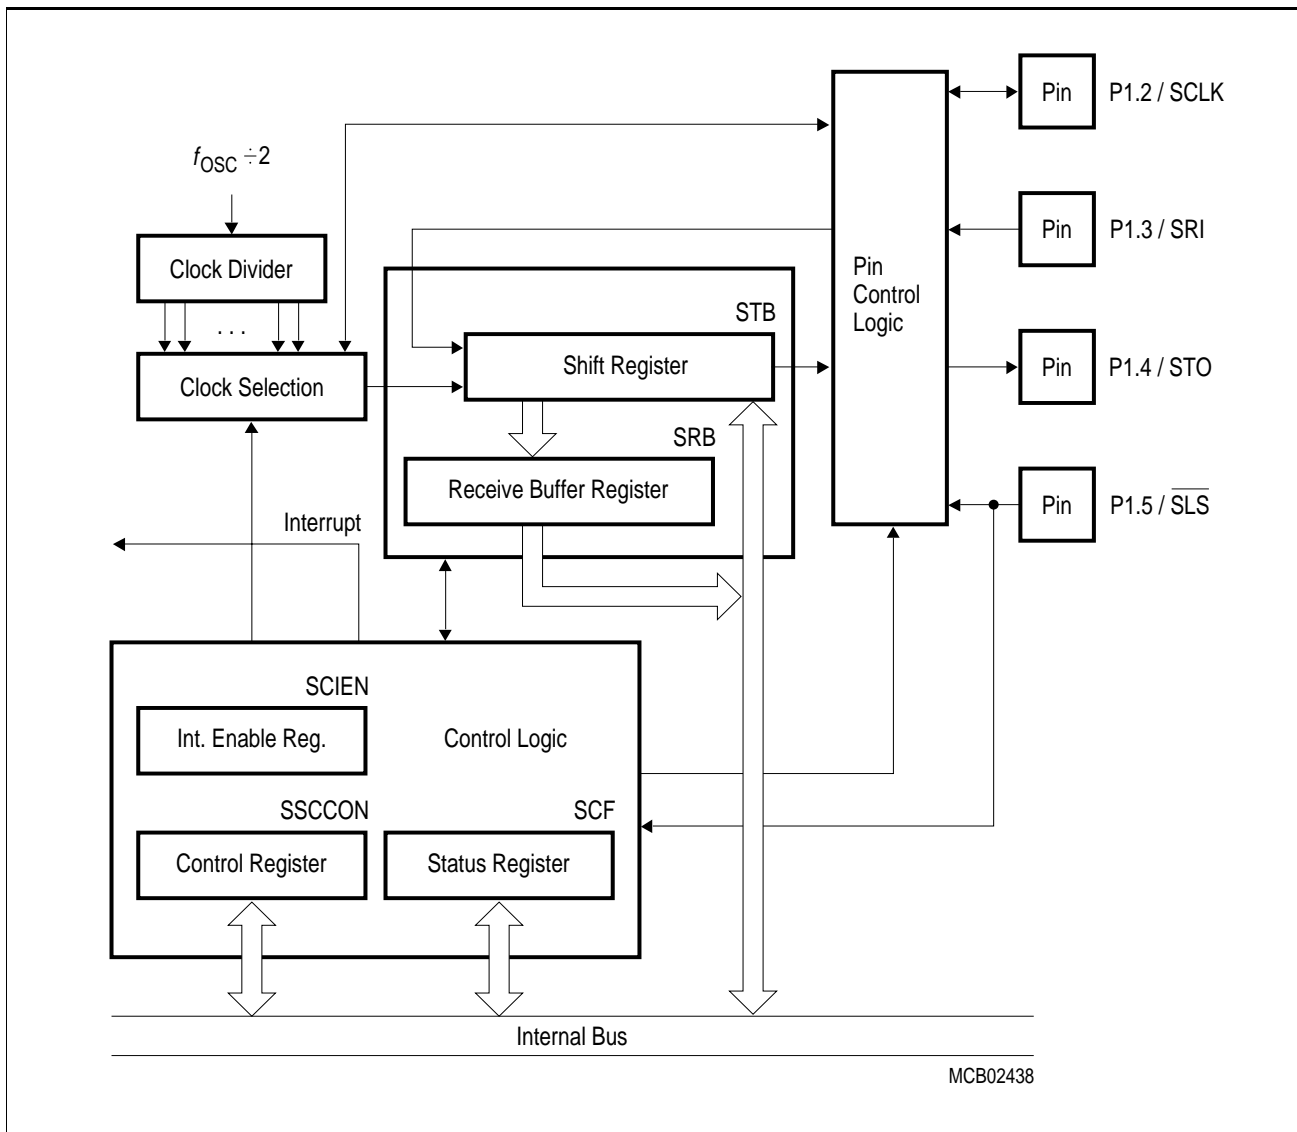 Pin P1.2 / SCLK
fOSC ÷2
Pin P1.3 / SRI
Clock Divider
Pin
Control
Logic
. . .
STB
Shift Register
Pin P1.4 / STO
Clock Selection
SRB
Receive Buffer Register
Pin P1.5 / SLS
Interrupt
SCIEN
Int. Enable Reg.
Control Logic
SSCCON
SCF
Control Register
Status Register
Internal Bus
MCB02438